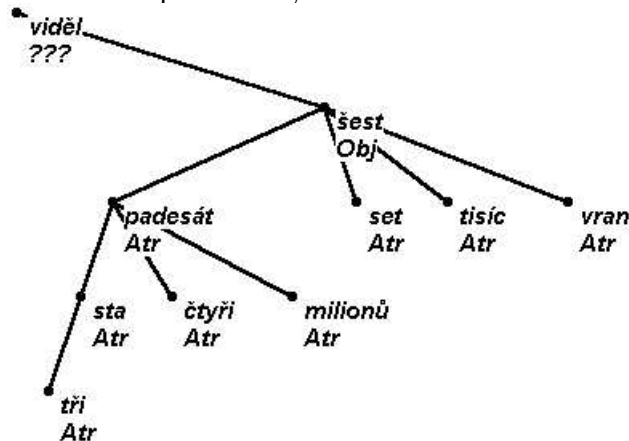 viděl
???
šest
Obj
padesát
Atr
set
Atr
tisíc
Atr
vran
Atr
sta
Atr
čtyři
Atr
milionů
Atr
tři
Atr